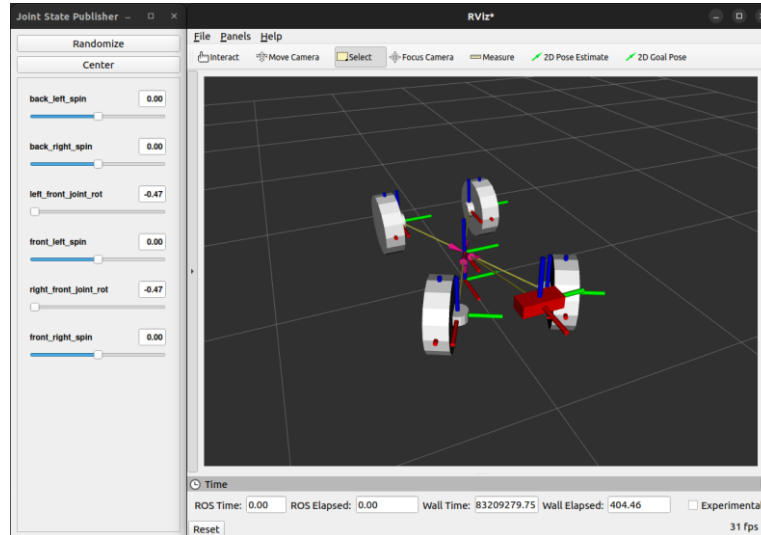 Joint State Publisher
Randomize
Center
back_left_spin 0.00
back_right_spin 0.00
left_front_joint_rot -0.47
front_left_spin 0.00
right_front_joint_rot -0.47
front_right_spin 0.00
RViz*
File Panels Help
Interact Move Camera Select Focus Camera Measure 2D Pose Estimate 2D Goal Pose
Time
ROS Time: 0.00 ROS Elapsed: 0.00 Wall Time: 83209279.75 Wall Elapsed: 404.46 Experimental
Reset 31 fps